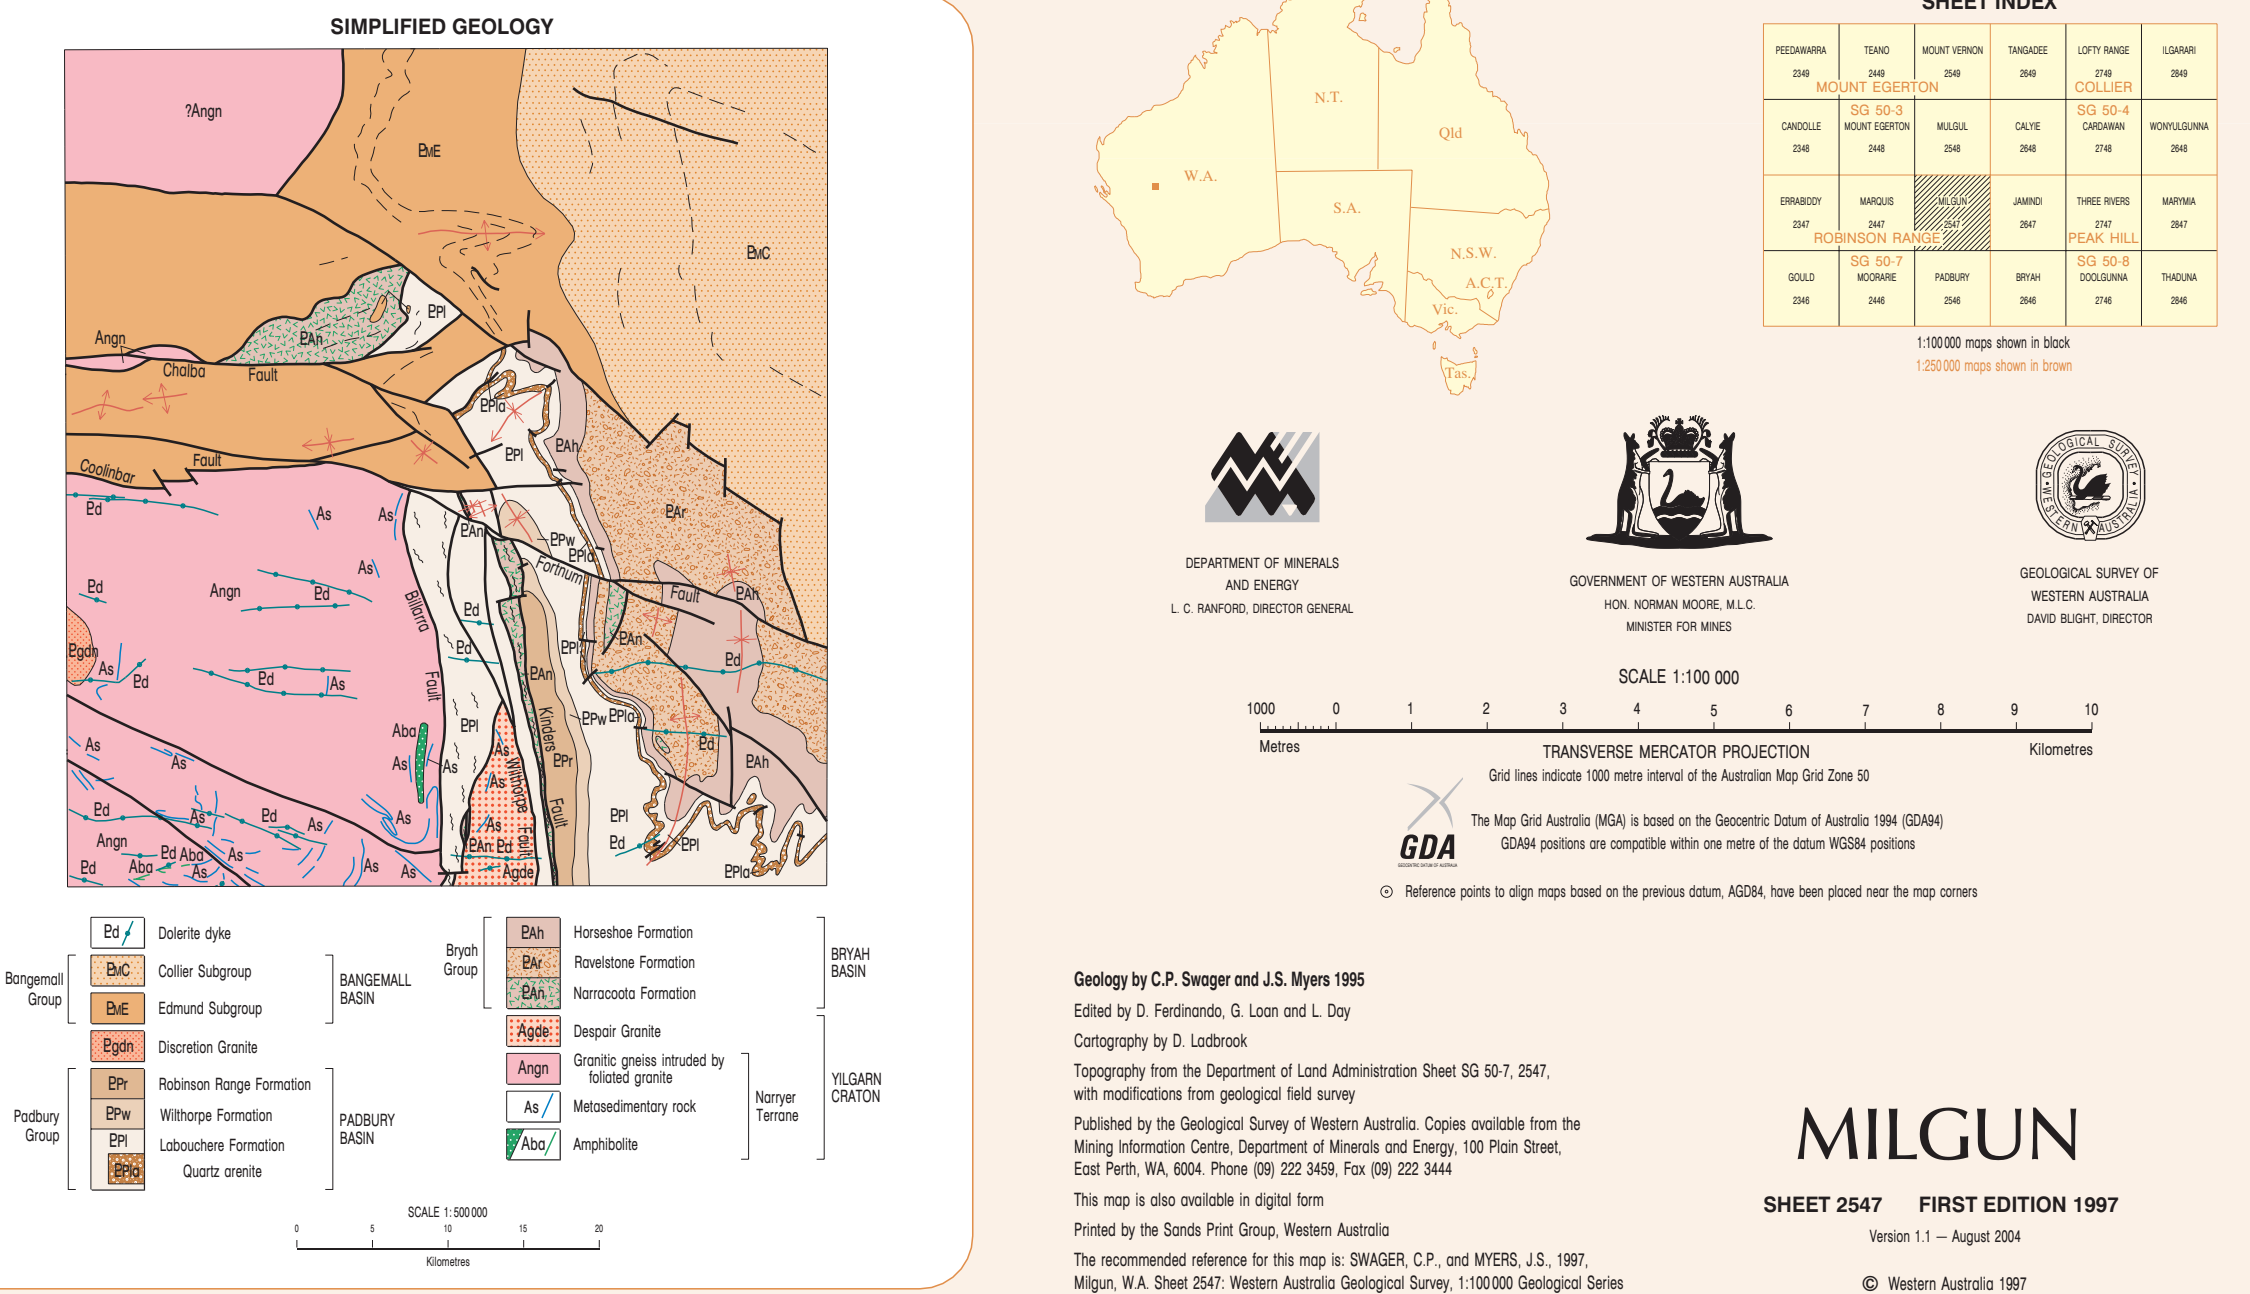 SIMPLIFIED GEOLOGY
?Angn
PME
PMC
Angn
PAn
PPl
Chalba
Fault
PPla
PAh
PPl
Coolinbar
Fault
Pd
As
As
PAn
PAr
PPw
PPla
Fortnum
As
Pd
Angn
Pd
Fault
PAh
Billarra
Pd
PAn
Pgdn
As
Pd
Pd
As
Fault
Pd
PPl
PAn
Pd
Kinders
PPw
PPla
PPl
Aba
As
As
As
Wilthorpe
Pd
PAh
As
As
As
PPr
Fault
Pd
As
Pd
As
As
As
Fault
PPl
Pd
PPl
Angn
Pd
Aba
As
PAn
Pd
Pd
Aba
As
As
As
Agde
PPla
Pd
Dolerite dyke
Bangemall
Group
PMC
Collier Subgroup
PME
Edmund Subgroup
BANGEMALL
BASIN
Pgdn
Discretion Granite
Padbury
Group
PPr
Robinson Range Formation
PPw
Wilthorpe Formation
PPl
Labouchere Formation
PPla
Quartz arenite
PADBURY
BASIN
Bryah
Group
PAh
Horseshoe Formation
PAr
Ravelstone Formation
PAn
Narracoota Formation
BRYAH
BASIN
Agde
Despair Granite
Angn
Granitic gneiss intruded by
foliated granite
As
Metasedimentary rock
Aba
Amphibolite
Narryer
Terrane
YILGARN
CRATON
SCALE 1:500 000
0 5 10 15 20
Kilometres
W.A.
N.T.
Qld
S.A.
N.S.W.
A.C.T.
Vic.
Tas.
SHEET INDEX
PEEDAWARRA TEANO MOUNT VERNON TANGADEE LOFTY RANGE ILGARARI
2349 2449 2549 2649 2749 2849
MOUNT EGERTON COLLIER
SG 50-3 SG 50-4
CANDOLLE MOUNT EGERTON MULGUL CALYIE CARDAWAN WONYULGUNNA
2348 2448 2548 2648 2748 2648
ERRABIDDY MARQUIS MILGUN JAMINDI THREE RIVERS MARYMIA
2347 2447 2547 2647 2747 2847
ROBINSON RANGE PEAK HILL
SG 50-7 SG 50-8
GOULD MOORARIE PADBURY BRYAH DOOLGUNNA THADUNA
2346 2446 2546 2646 2746 2846
1:100 000 maps shown in black
1:250 000 maps shown in brown
DEPARTMENT OF MINERALS
AND ENERGY
L. C. RANFORD, DIRECTOR GENERAL
GOVERNMENT OF WESTERN AUSTRALIA
HON. NORMAN MOORE, M.L.C.
MINISTER FOR MINES
GEOLOGICAL SURVEY
WESTERN AUSTRALIA
GEOLOGICAL SURVEY OF
WESTERN AUSTRALIA
DAVID BLIGHT, DIRECTOR
SCALE 1:100 000
1000 0 1 2 3 4 5 6 7 8 9 10
Metres
Kilometres
TRANSVERSE MERCATOR PROJECTION
Grid lines indicate 1000 metre interval of the Australian Map Grid Zone 50
GDA
GEOCENTRIC DATUM OF AUSTRALIA
The Map Grid Australia (MGA) is based on the Geocentric Datum of Australia 1994 (GDA94)
GDA94 positions are compatible within one metre of the datum WGS84 positions
Reference points to align maps based on the previous datum, AGD84, have been placed near the map corners
Geology by C.P. Swager and J.S. Myers 1995
Edited by D. Ferdinando, G. Loan and L. Day
Cartography by D. Ladbrook
Topography from the Department of Land Administration Sheet SG 50-7, 2547,
with modifications from geological field survey
Published by the Geological Survey of Western Australia. Copies available from the
Mining Information Centre, Department of Minerals and Energy, 100 Plain Street,
East Perth, WA, 6004. Phone (09) 222 3459, Fax (09) 222 3444
This map is also available in digital form
Printed by the Sands Print Group, Western Australia
The recommended reference for this map is: SWAGER, C.P., and MYERS, J.S., 1997,
Milgun, W.A. Sheet 2547: Western Australia Geological Survey, 1:100 000 Geological Series
MILGUN
SHEET 2547 FIRST EDITION 1997
Version 1.1 — August 2004
© Western Australia 1997